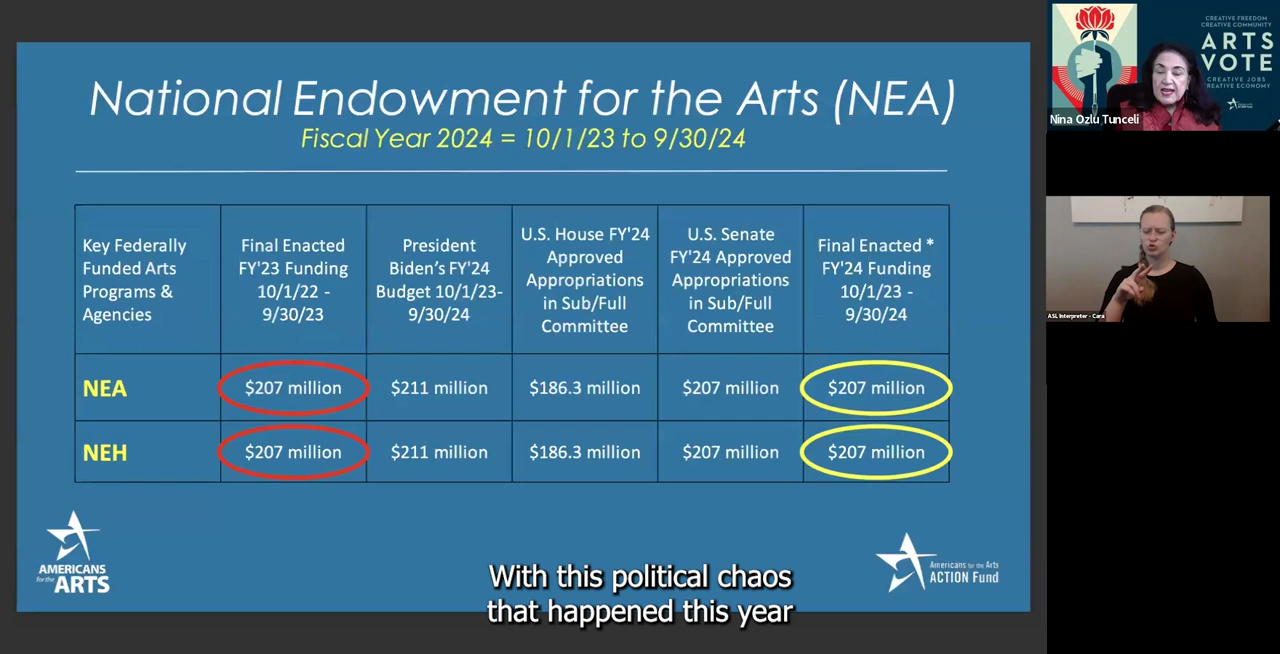 National Endowment for the Arts (NEA)
Fiscal Year 2024 = 10/1/23 to 9/30/24
Key Federally
Funded Arts
Programs &
Agencies
Final Enacted
FY'23 Funding
10/1/22 -
9/30/23
President
Biden's FY'24
Budget 10/1/23-
9/30/24
U.S. House FY'24
Approved
Appropriations
in Sub/Full
Committee
U.S. Senate
FY'24 Approved
Appropriations
in Sub/Full
Committee
Final Enacted *
FY'24 Funding
10/1/23 -
9/30/24
NEA
$207 million
$211 million
$186.3 million
$207 million
$207 million
NEH
$207 million
$211 million
$186.3 million
$207 million
$207 million
AMERICANS
for the ARTS
Americans for the Arts
ACTION Fund
With this political chaos
that happened this year
CREATIVE FREEDOM
CREATIVE COMMUNITY
ARTS
VOTE
CREATIVE JOBS
CREATIVE ECONOMY
Nina Ozlu Tunceli
ASL Interpreter - Cara